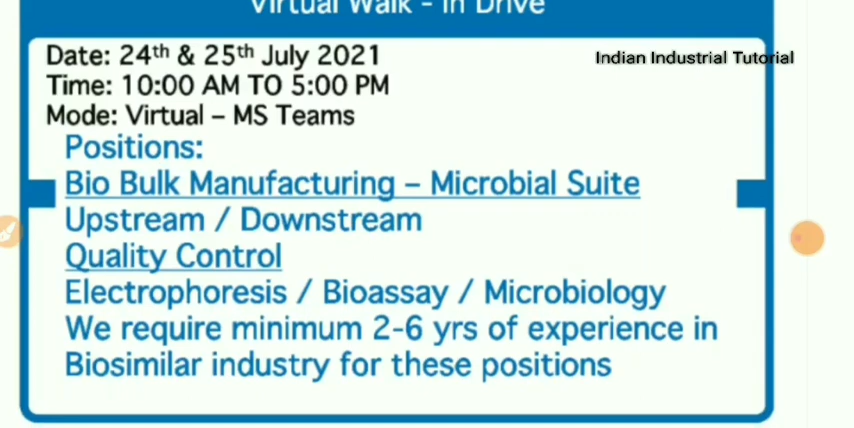 Virtual Walk - In Drive
Date: 24th & 25th July 2021
Indian Industrial Tutorial
Time: 10:00 AM TO 5:00 PM
Mode: Virtual – MS Teams
Positions:
Bio Bulk Manufacturing – Microbial Suite
Upstream / Downstream
Quality Control
Electrophoresis / Bioassay / Microbiology
We require minimum 2-6 yrs of experience in
Biosimilar industry for these positions